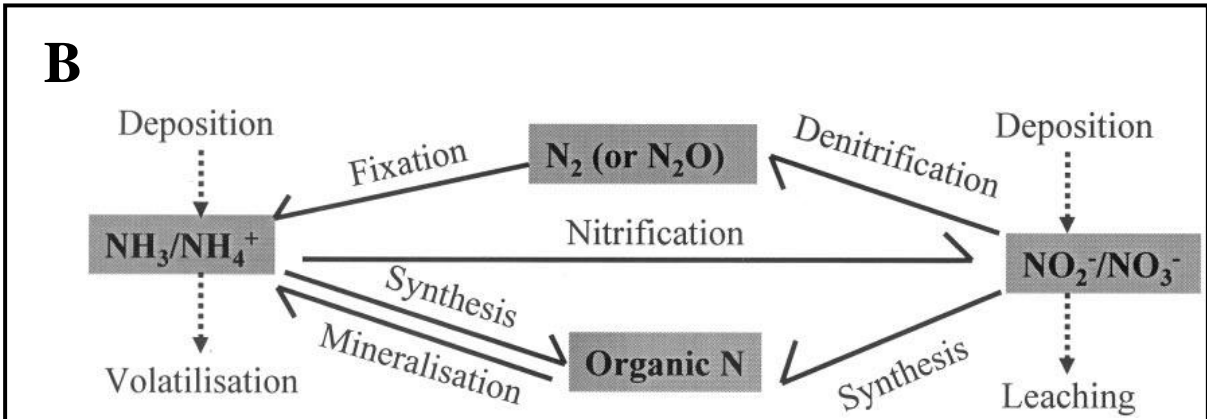 B
Deposition
Fixation
N₂ (or N₂O)
Denitrification
Deposition
NH₃/NH₄⁺
Nitrification
NO₂⁻/NO₃⁻
Synthesis
Mineralisation
Organic N
Synthesis
Volatilisation
Leaching